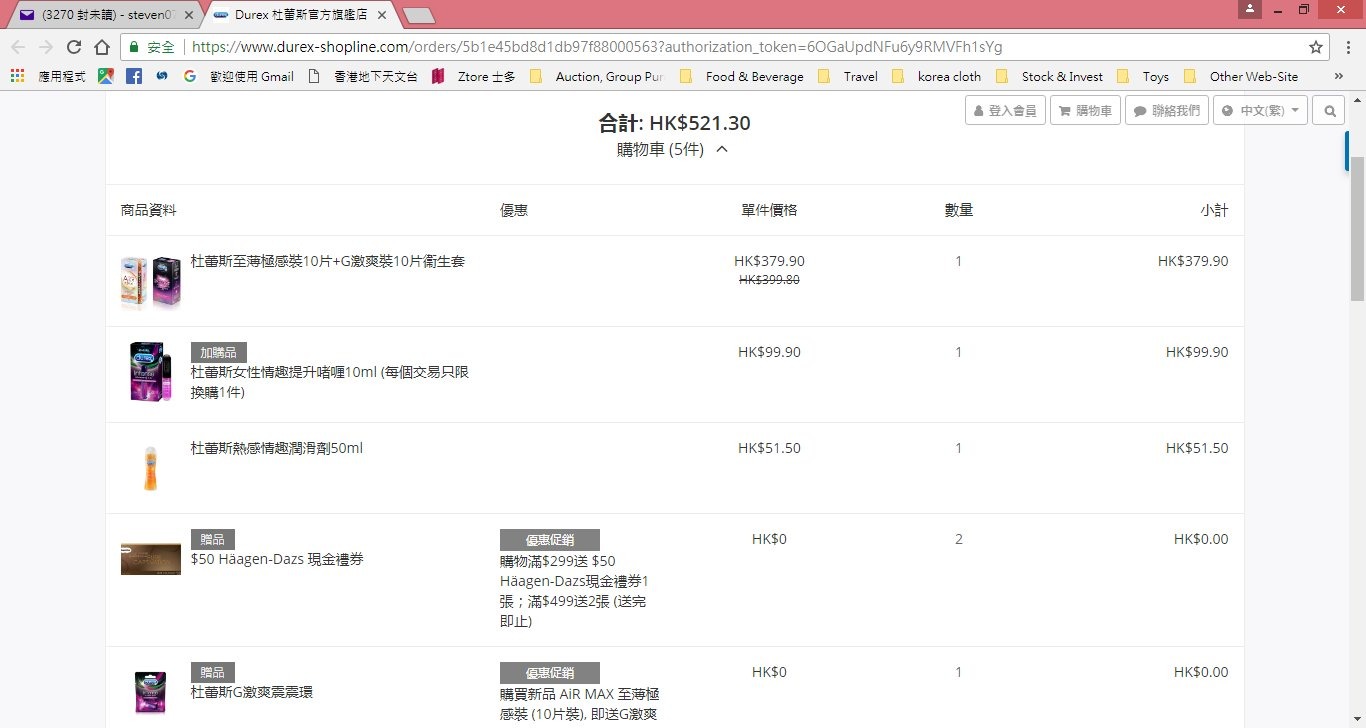 (3270 封未讀) - steven07
Durex 杜蕾斯官方旗艦店
安全
https://www.durex-shopline.com/orders/5b1e45bd8d1db97f88000563?authorization_token=6OGaUpdNFu6y9RMVFh1sYg
應用程式
歡迎使用 Gmail
香港地下天文台
Ztore 士多
Auction, Group Pur
Food & Beverage
Travel
korea cloth
Stock & Invest
Toys
Other Web-Site
»
登入會員
購物車
聯絡我們
中文(繁)
合計: HK$521.30
購物車 (5件)
商品資料 優惠 單件價格 數量 小計
杜蕾斯至薄極感裝10片+G激爽裝10片衞生套 HK$379.90 1 HK$379.90
HK$399.80
加購品
HK$99.90 1 HK$99.90
杜蕾斯女性情趣提升啫喱10ml (每個交易只限
換購1件)
杜蕾斯熱感情趣潤滑劑50ml HK$51.50 1 HK$51.50
贈品
$50 Häagen-Dazs 現金禮券
優惠促銷
購物滿$299送 $50
Häagen-Dazs現金禮券1
張；滿$499送2張 (送完
即止)
HK$0 2 HK$0.00
贈品
杜蕾斯G激爽震震環
優惠促銷
購買新品 AiR MAX 至薄極
感裝 (10片裝), 即送G激爽
HK$0 1 HK$0.00